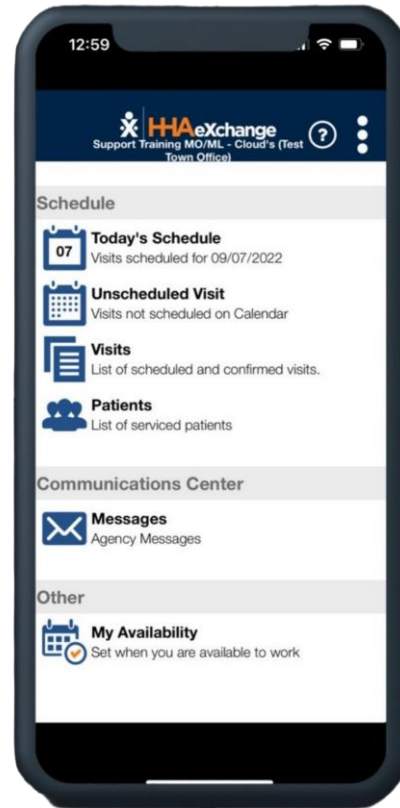 12:59
HHAeXchange
Support Training MO/ML - Cloud's (Test
Town Office)
?
Schedule
07
Today's Schedule
Visits scheduled for 09/07/2022
Unscheduled Visit
Visits not scheduled on Calendar
Visits
List of scheduled and confirmed visits.
Patients
List of serviced patients
Communications Center
Messages
Agency Messages
Other
My Availability
Set when you are available to work